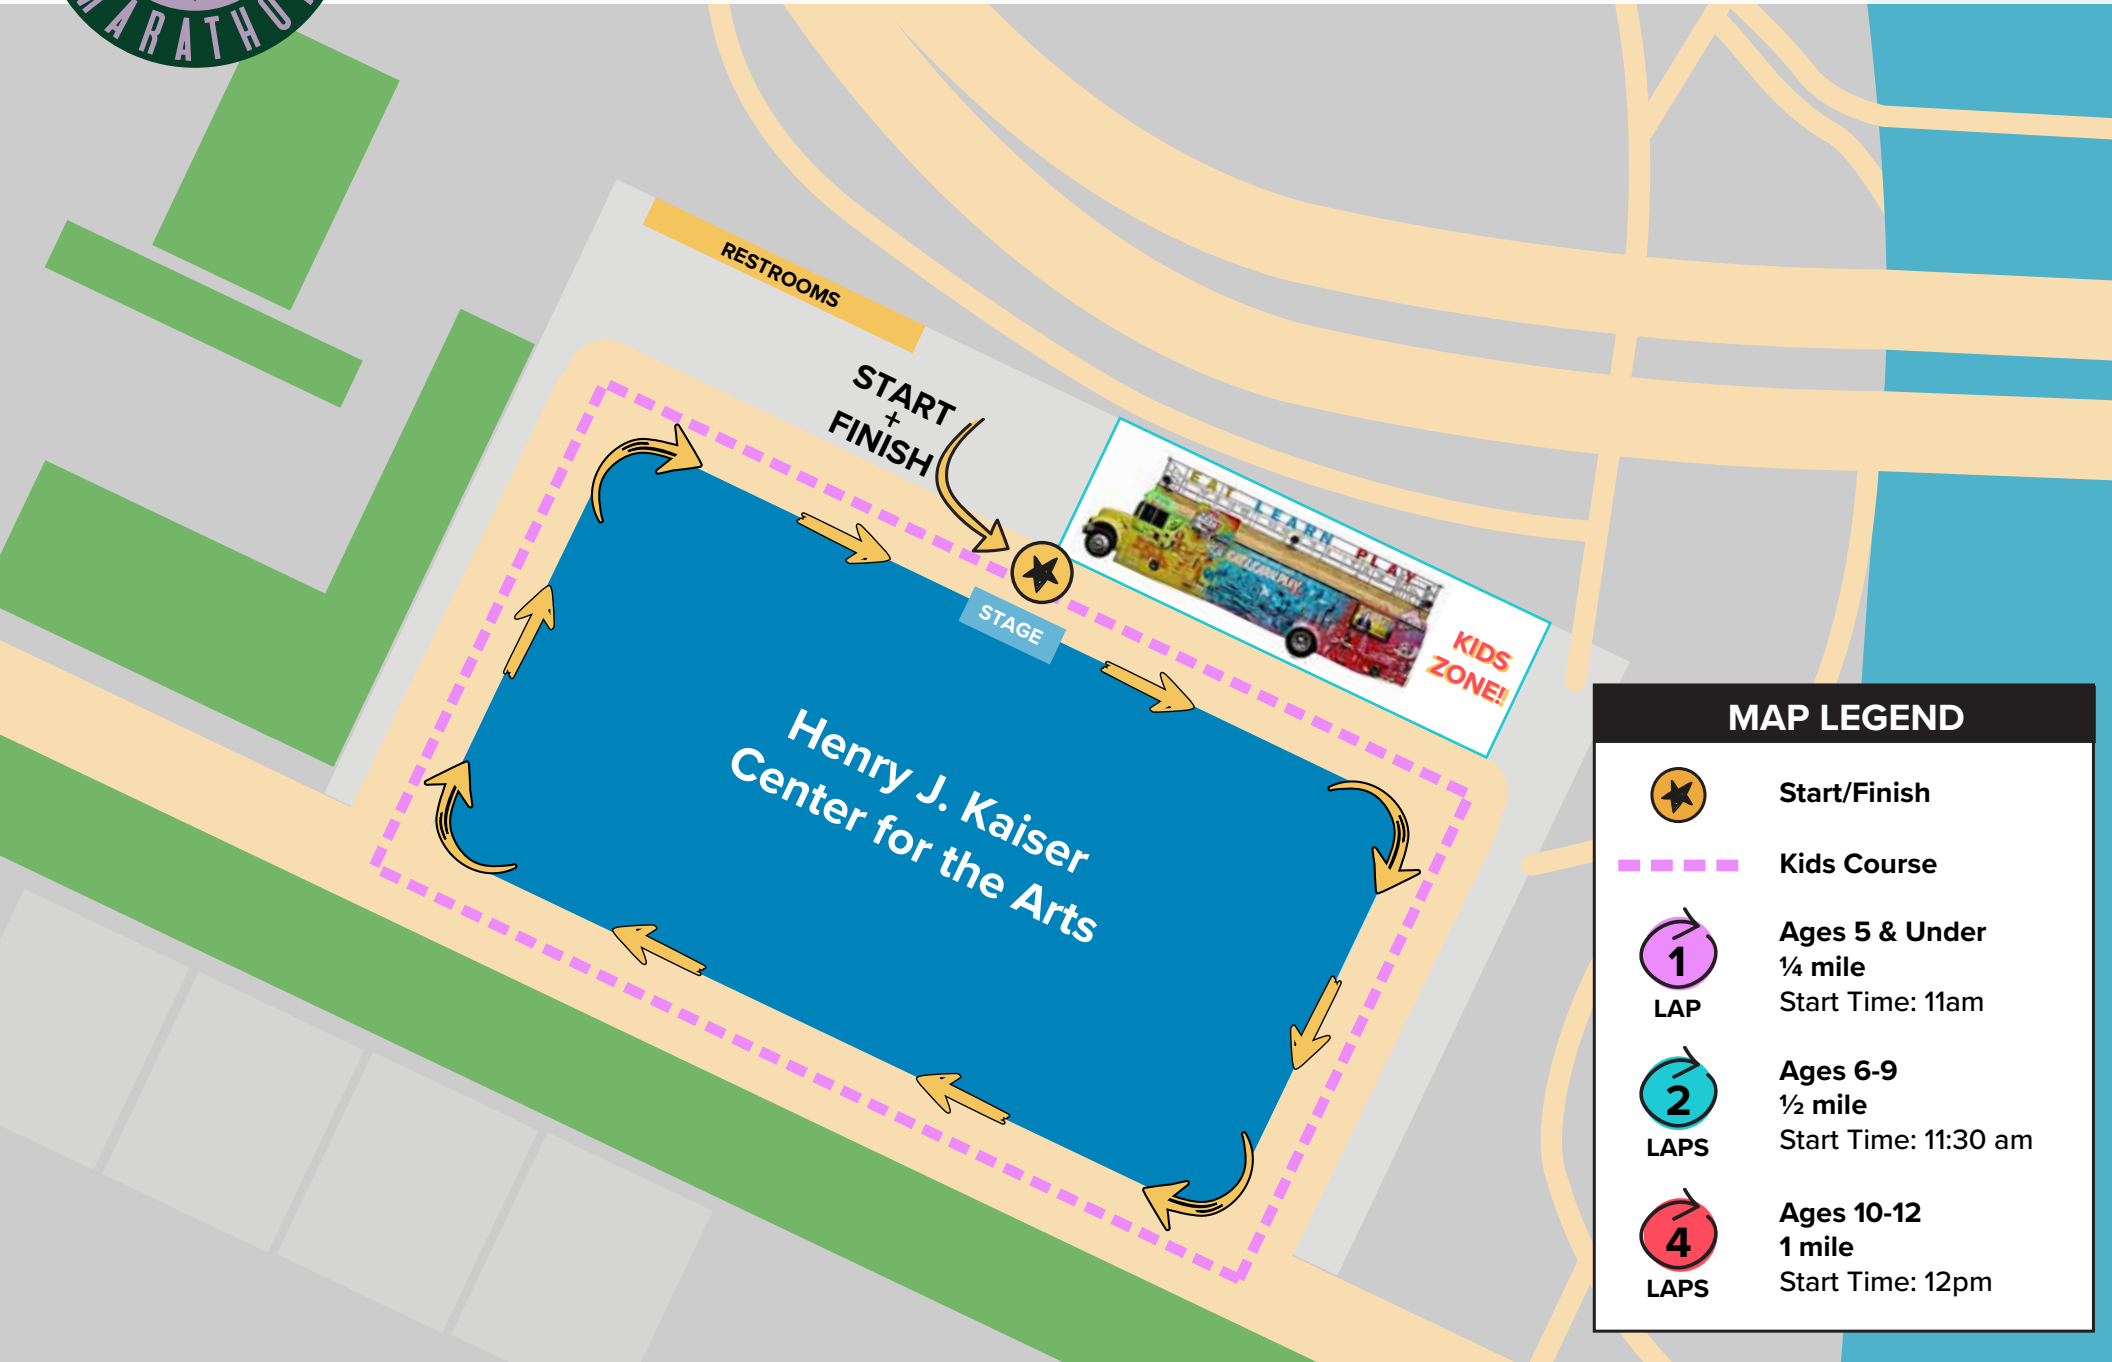 MARATHON
RESTROOMS
START
+
FINISH
EAT LEARN PLAY
STAGE
KIDS
ZONE!
Henry J. Kaiser
Center for the Arts
MAP LEGEND
Start/Finish
Kids Course
1
LAP
Ages 5 & Under
¼ mile
Start Time: 11am
2
LAPS
Ages 6-9
½ mile
Start Time: 11:30 am
4
LAPS
Ages 10-12
1 mile
Start Time: 12pm